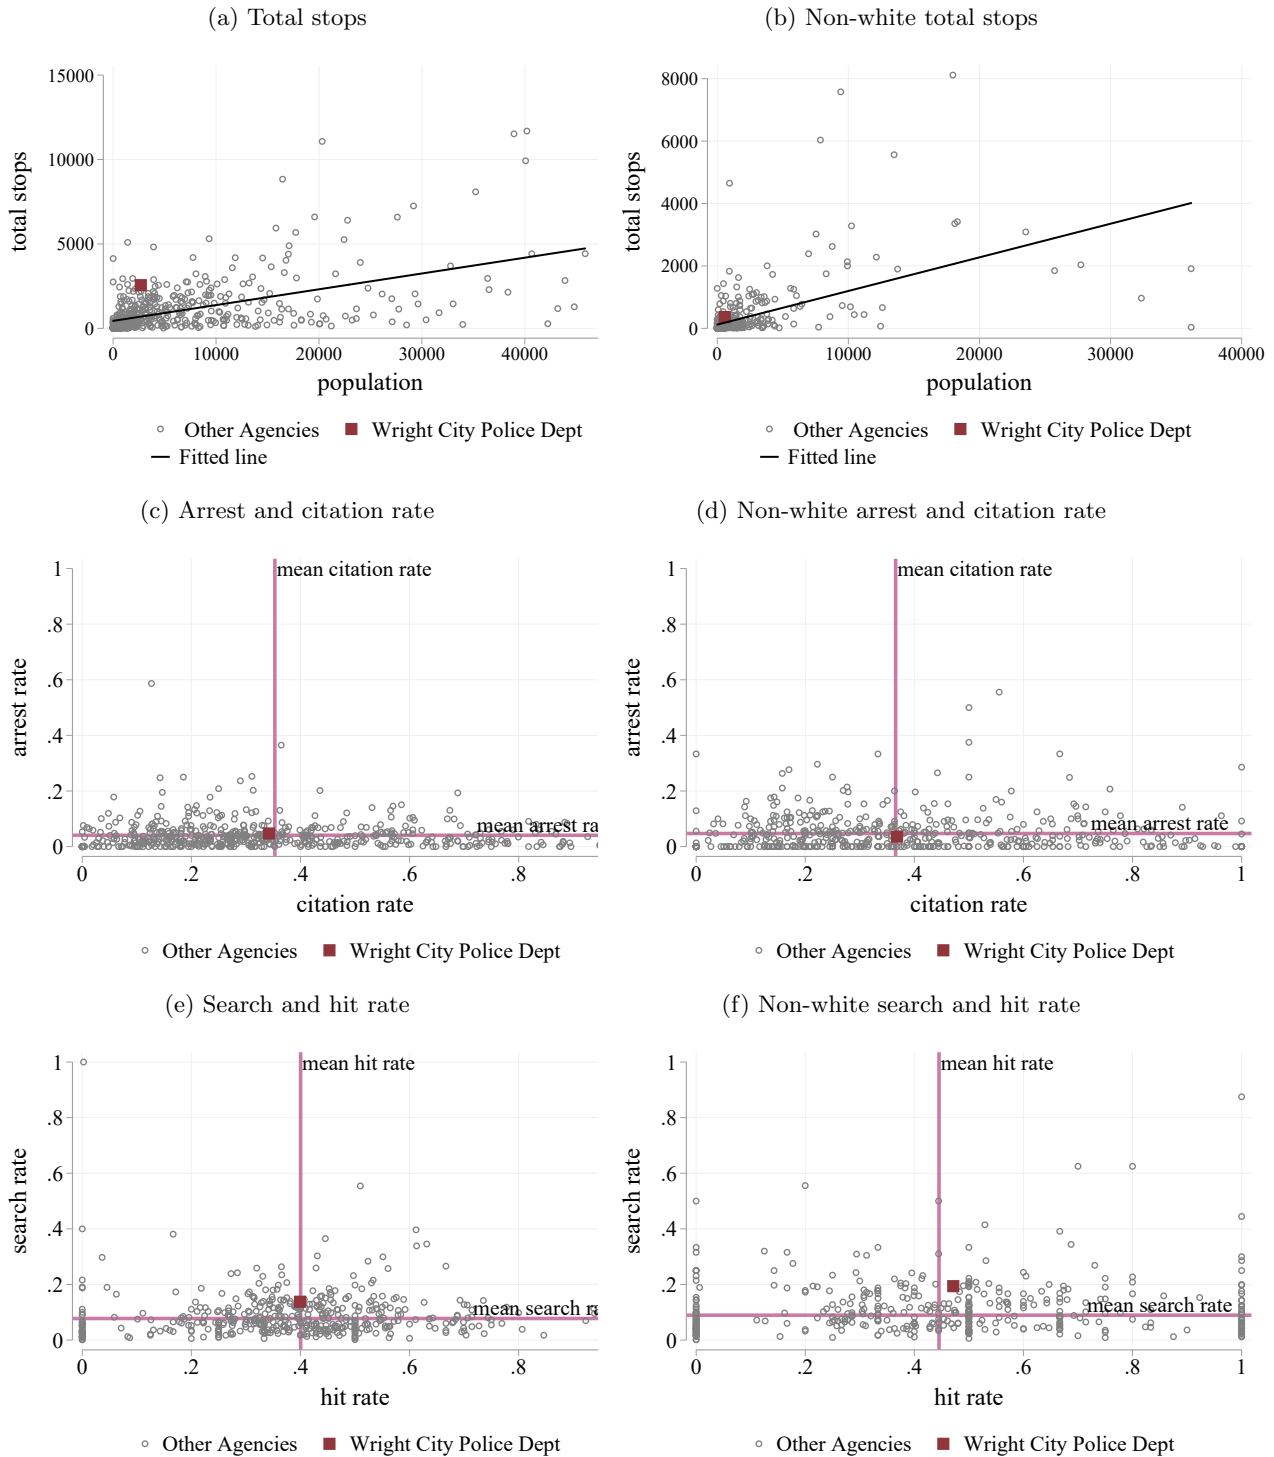 (a) Total stops
(b) Non-white total stops
15000
10000
5000
0
total stops
0 10000 20000 30000 40000
population
Other Agencies Wright City Police Dept
Fitted line
8000
6000
4000
2000
0
total stops
0 10000 20000 30000 40000
population
Other Agencies Wright City Police Dept
Fitted line
(c) Arrest and citation rate
(d) Non-white arrest and citation rate
mean citation rate
1
.8
.6
.4
.2
0
arrest rate
mean arrest ra
0 .2 .4 .6 .8
citation rate
Other Agencies Wright City Police Dept
mean citation rate
1
.8
.6
.4
.2
0
arrest rate
mean arrest rate
0 .2 .4 .6 .8 1
citation rate
Other Agencies Wright City Police Dept
(e) Search and hit rate
(f) Non-white search and hit rate
mean hit rate
1
.8
.6
.4
.2
0
search rate
mean search ra
0 .2 .4 .6 .8
hit rate
Other Agencies Wright City Police Dept
mean hit rate
1
.8
.6
.4
.2
0
search rate
mean search rate
0 .2 .4 .6 .8 1
hit rate
Other Agencies Wright City Police Dept